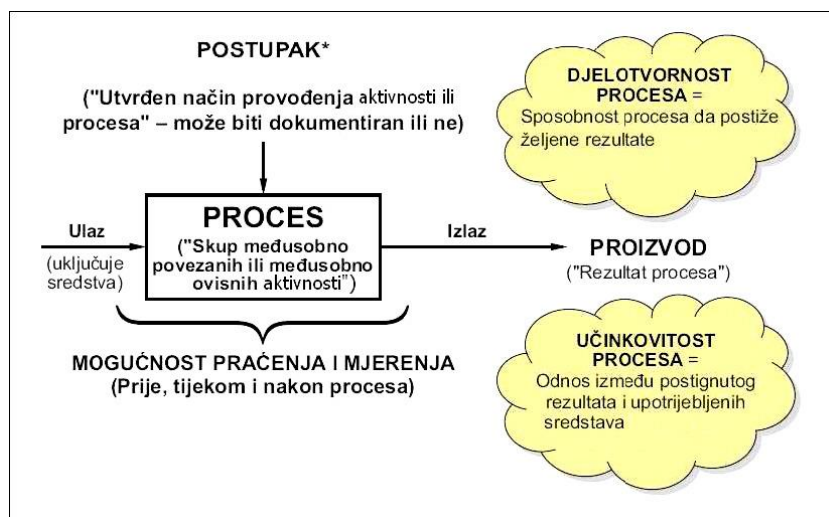 POSTUPAK*
("Utvrđen način provođenja aktivnosti ili
procesa" – može biti dokumentiran ili ne)
DJELOTVORNOST
PROCESA =
Sposobnost procesa da postiže
željene rezultate
Ulaz
(uključuje
sredstva)
PROCES
("Skup međusobno
povezanih ili međusobno
ovisnih aktivnosti")
Izlaz
PROIZVOD
("Rezultat procesa")
MOGUĆNOST PRAĆENJA I MJERENJA
(Prije, tijekom i nakon procesa)
UČINKOVITOST
PROCESA =
Odnos između postignutog
rezultata i upotrijebljenih
sredstava